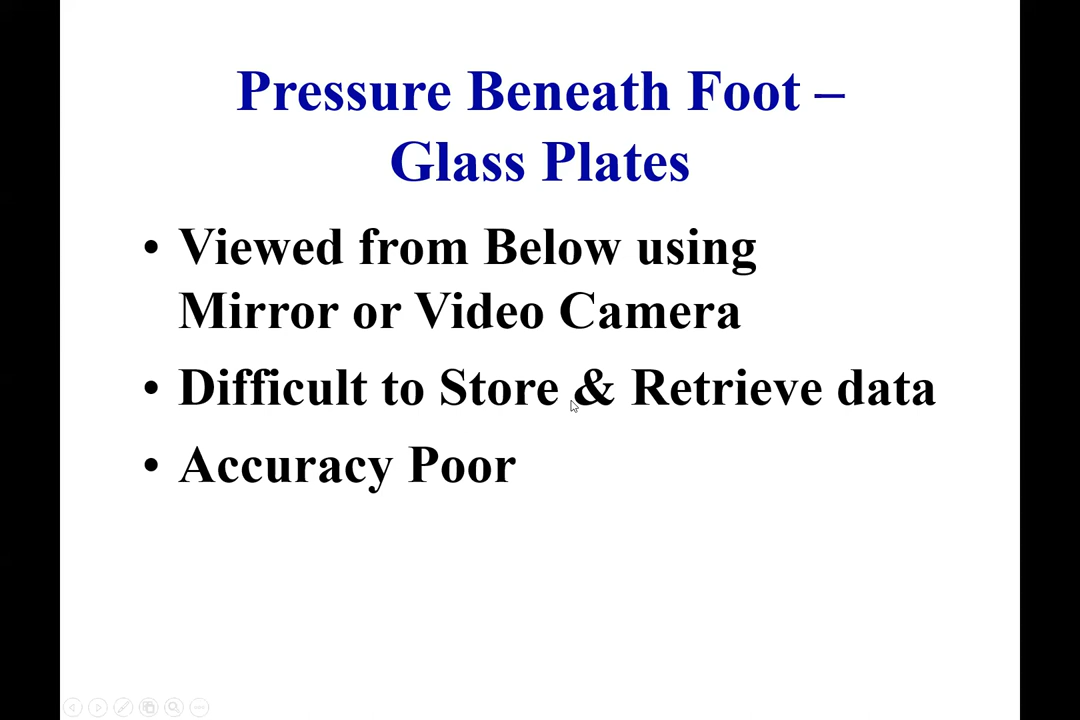 Pressure Beneath Foot –
Glass Plates
• Viewed from Below using
Mirror or Video Camera
• Difficult to Store & Retrieve data
• Accuracy Poor